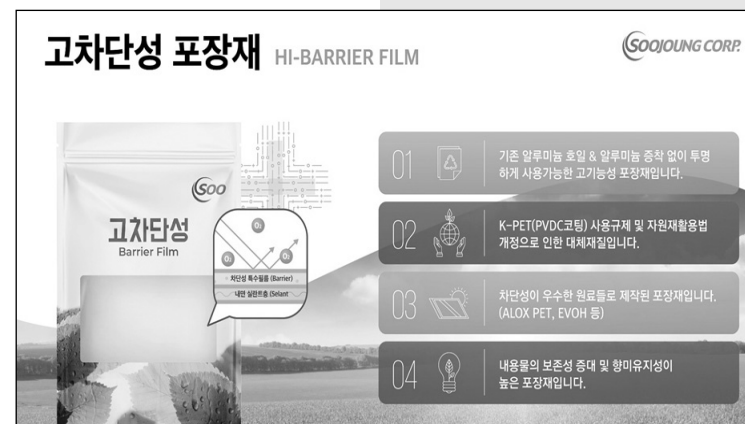 고차단성 포장재 HI-BARRIER FILM
SOOJOUNG CORP.
SOO
고차단성
Barrier Film
O₂
O₂
O₂
차단성 특수필름 (Barrier)
내면 실란트층 (Selant
01
기존 알루미늄 호일 & 알루미늄 증착 없이 투명
하게 사용가능한 고기능성 포장재입니다.
02
K-PET(PVDC코팅) 사용규제 및 자원재활용법
개정으로 인한 대체재질입니다.
03
차단성이 우수한 원료들로 제작된 포장재입니다.
(ALOX PET, EVOH 등)
04
내용물의 보존성 증대 및 향미유지성이
높은 포장재입니다.